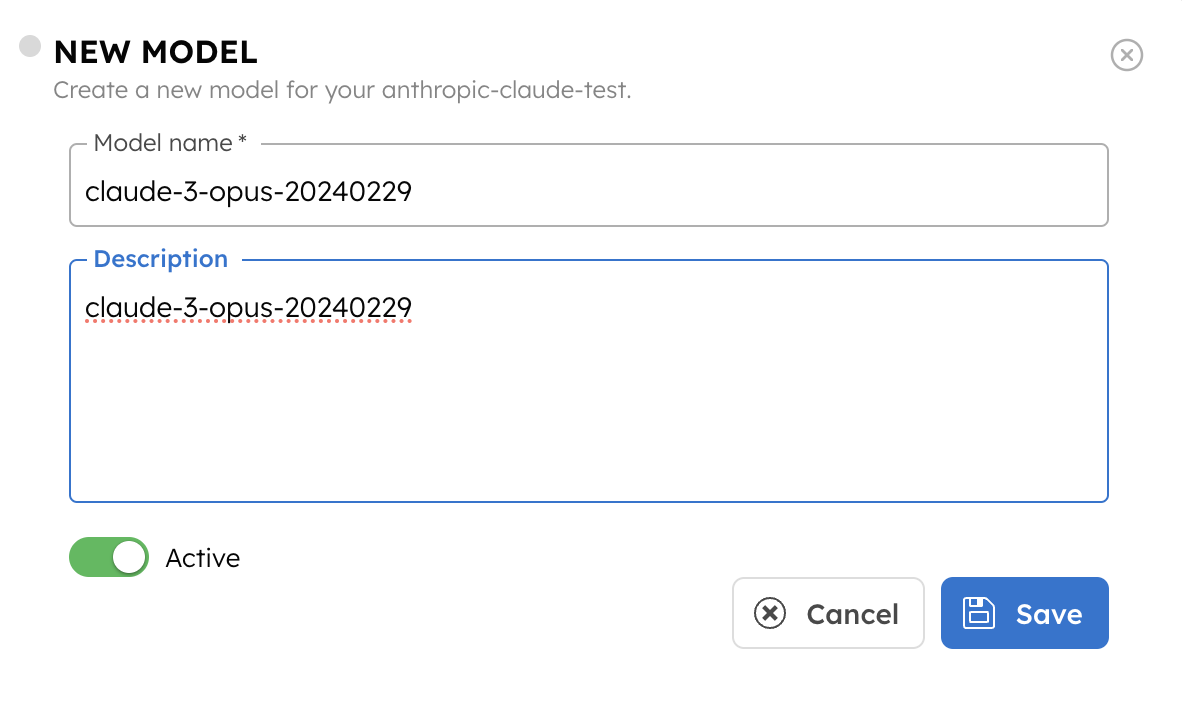 NEW MODEL
Create a new model for your anthropic-claude-test.
Model name *
claude-3-opus-20240229
Description
claude-3-opus-20240229
Active
Cancel
Save